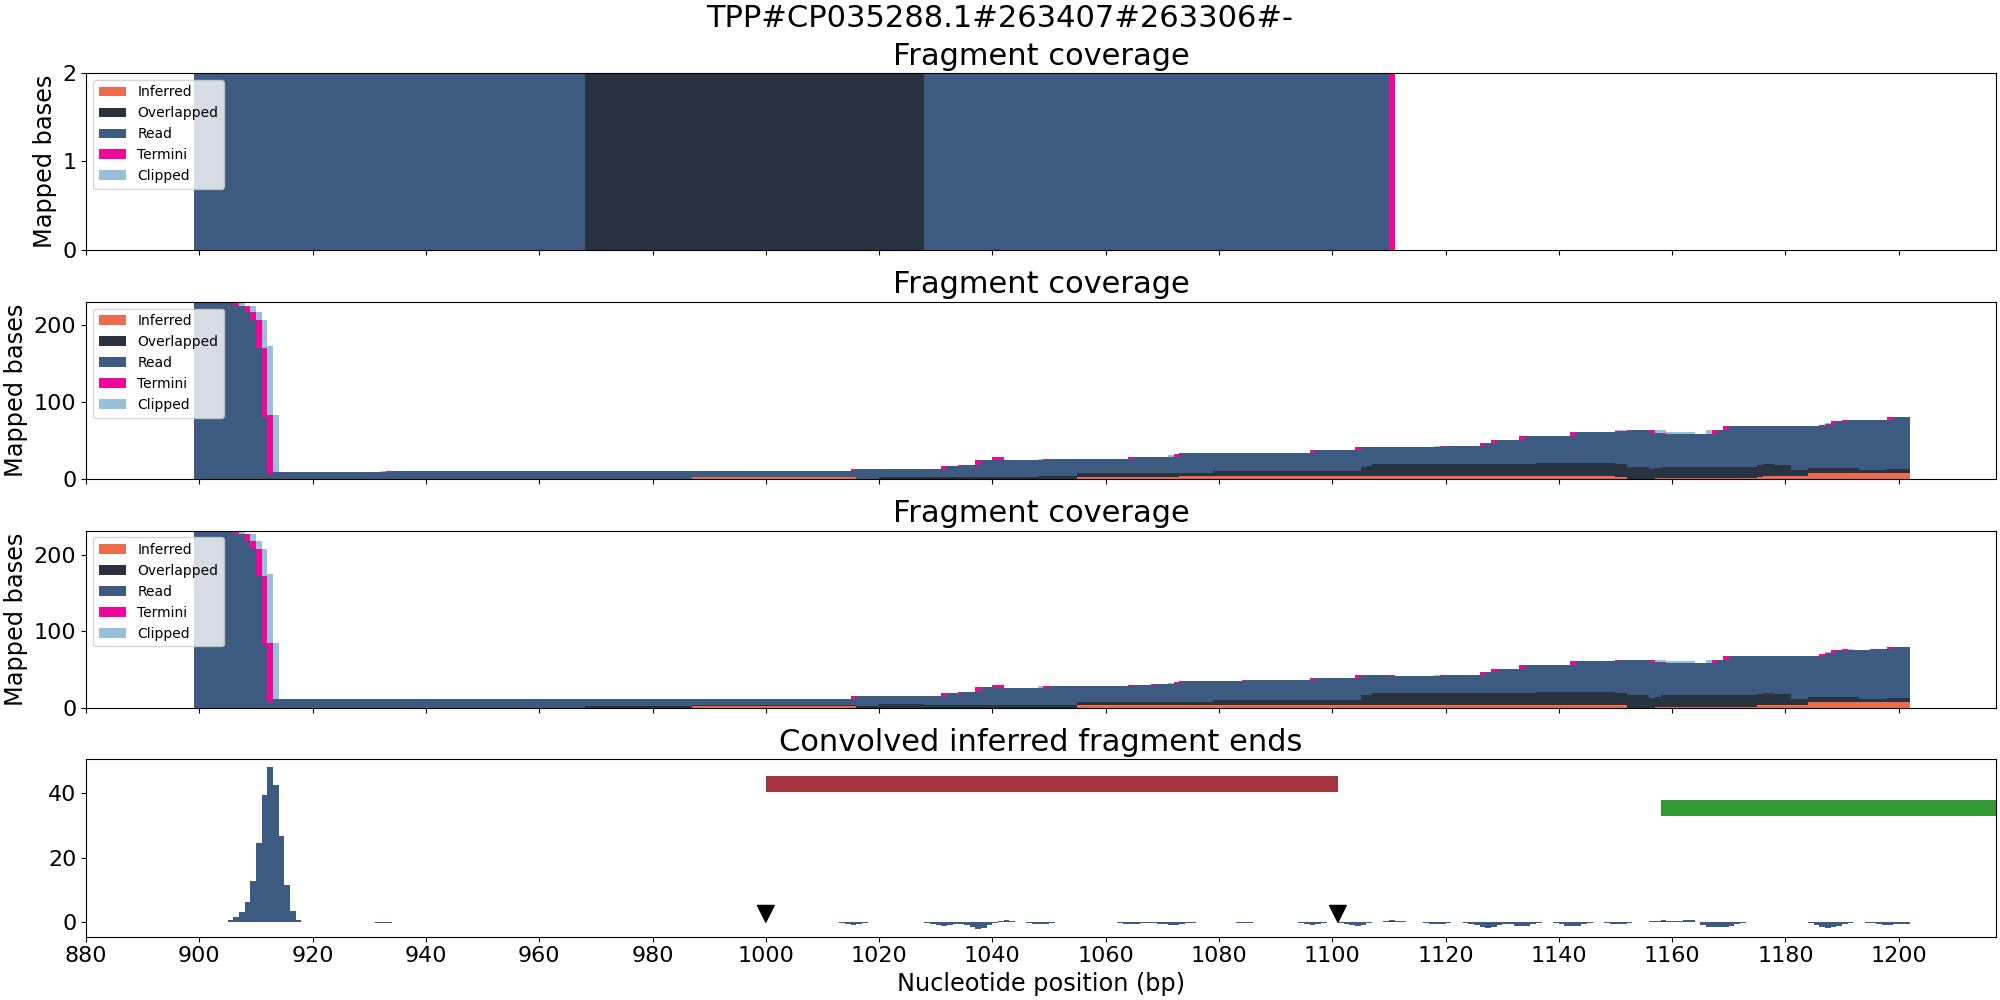 TPP#CP035288.1#263407#263306#-
Fragment coverage
Mapped bases
2
1
0
Inferred
Overlapped
Read
Termini
Clipped
Fragment coverage
Mapped bases
200
100
0
Inferred
Overlapped
Read
Termini
Clipped
Fragment coverage
Mapped bases
200
100
0
Inferred
Overlapped
Read
Termini
Clipped
Convolved inferred fragment ends
40
20
0
880 900 920 940 960 980 1000 1020 1040 1060 1080 1100 1120 1140 1160 1180 1200
Nucleotide position (bp)